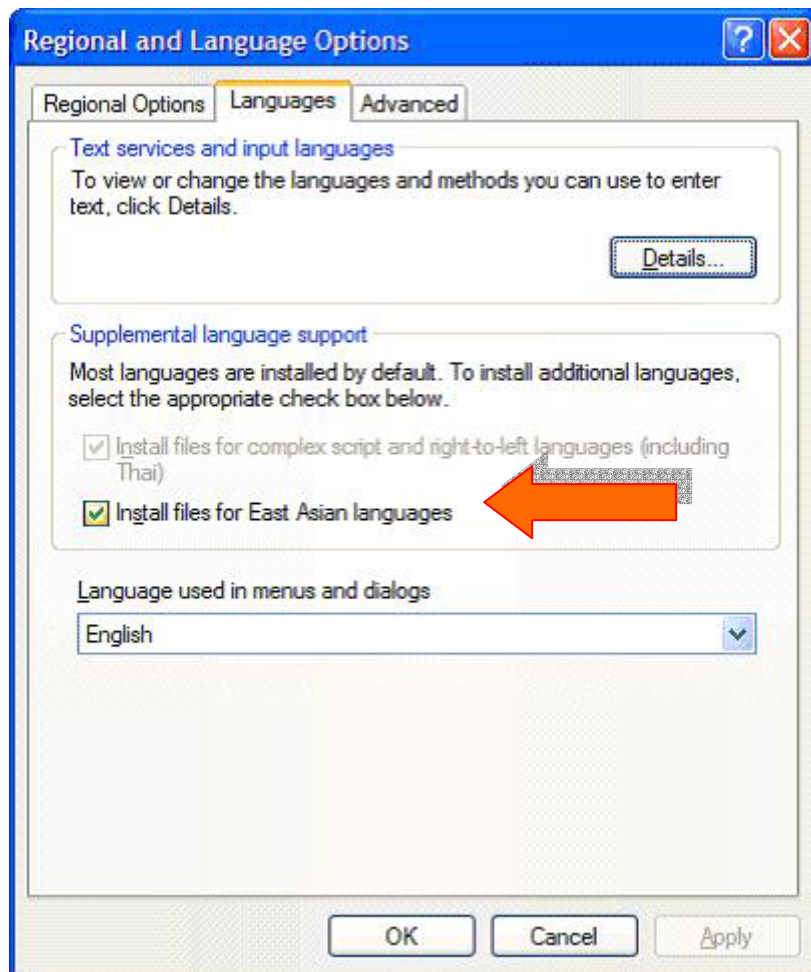 Regional and Language Options
Regional Options
Languages
Advanced
Text services and input languages
To view or change the languages and methods you can use to enter
text, click Details.
Details...
Supplemental language support
Most languages are installed by default. To install additional languages,
select the appropriate check box below.
Install files for complex script and right-to-left languages (including
Thai)
Install files for East Asian languages
Language used in menus and dialogs
English
OK
Cancel
Apply